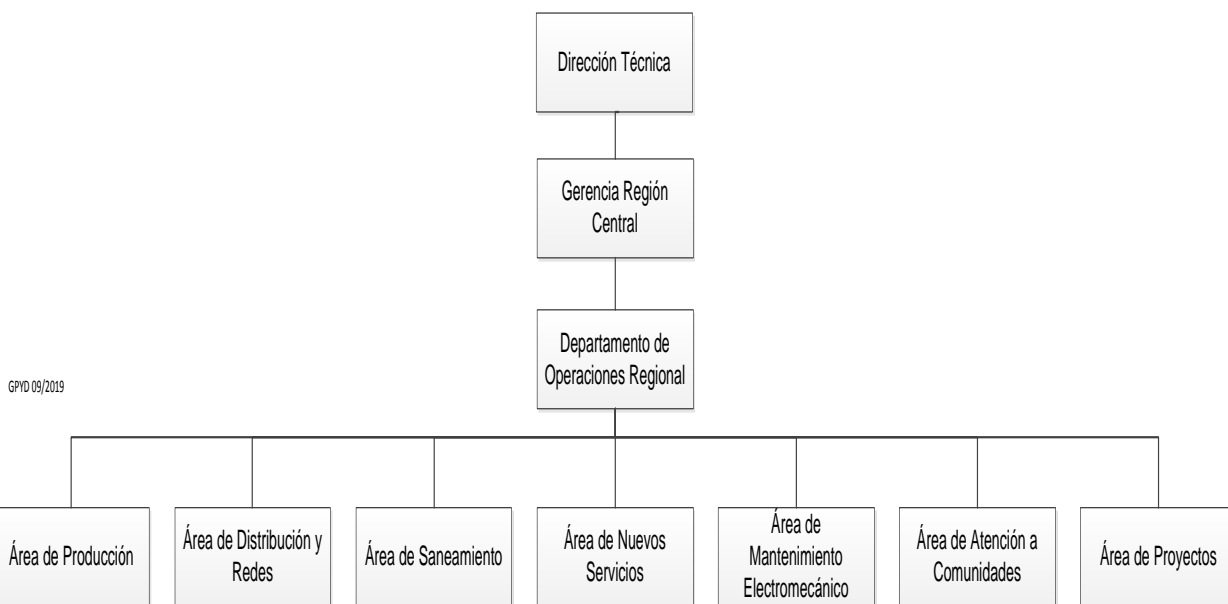 Dirección Técnica
Gerencia Región
Central
Departamento de
Operaciones Regional
GPYD 09/2019
Área de Producción
Área de Distribución y
Redes
Área de Saneamiento
Área de Nuevos
Servicios
Área de
Mantenimiento
Electromecánico
Área de Atención a
Comunidades
Área de Proyectos